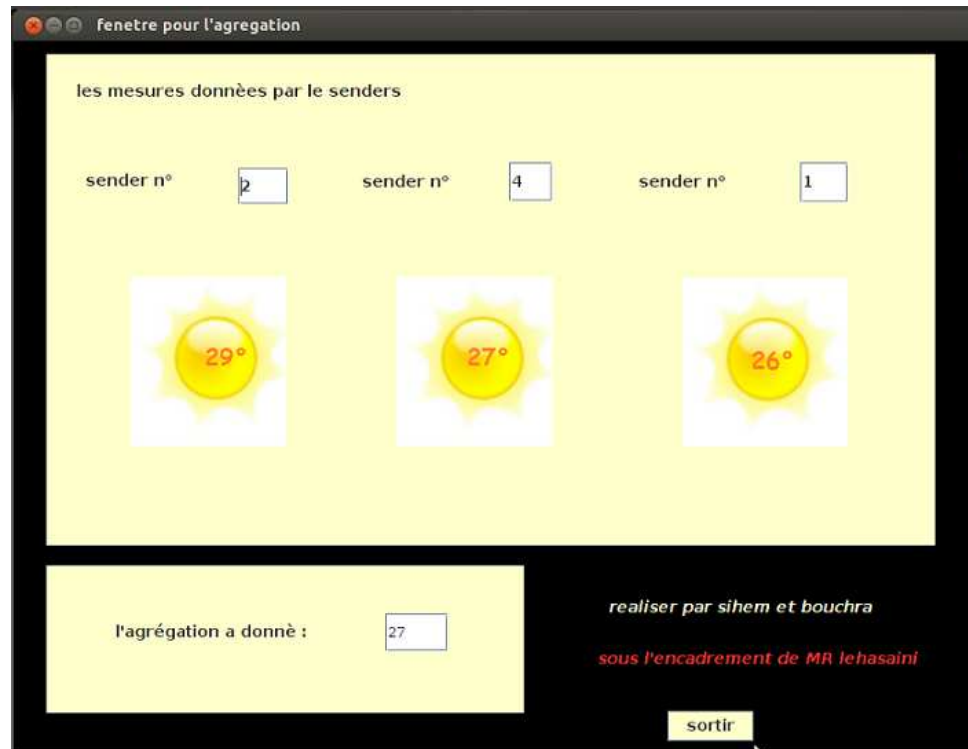 fenetre pour l'agregation
les mesures donnèes par le senders
sender n° 2 sender n° 4 sender n° 1
29° 27° 26°
l'agrégation a donnè : 27
realiser par sihem et bouchra
sous l'encadrement de MR lehasaini
sortir